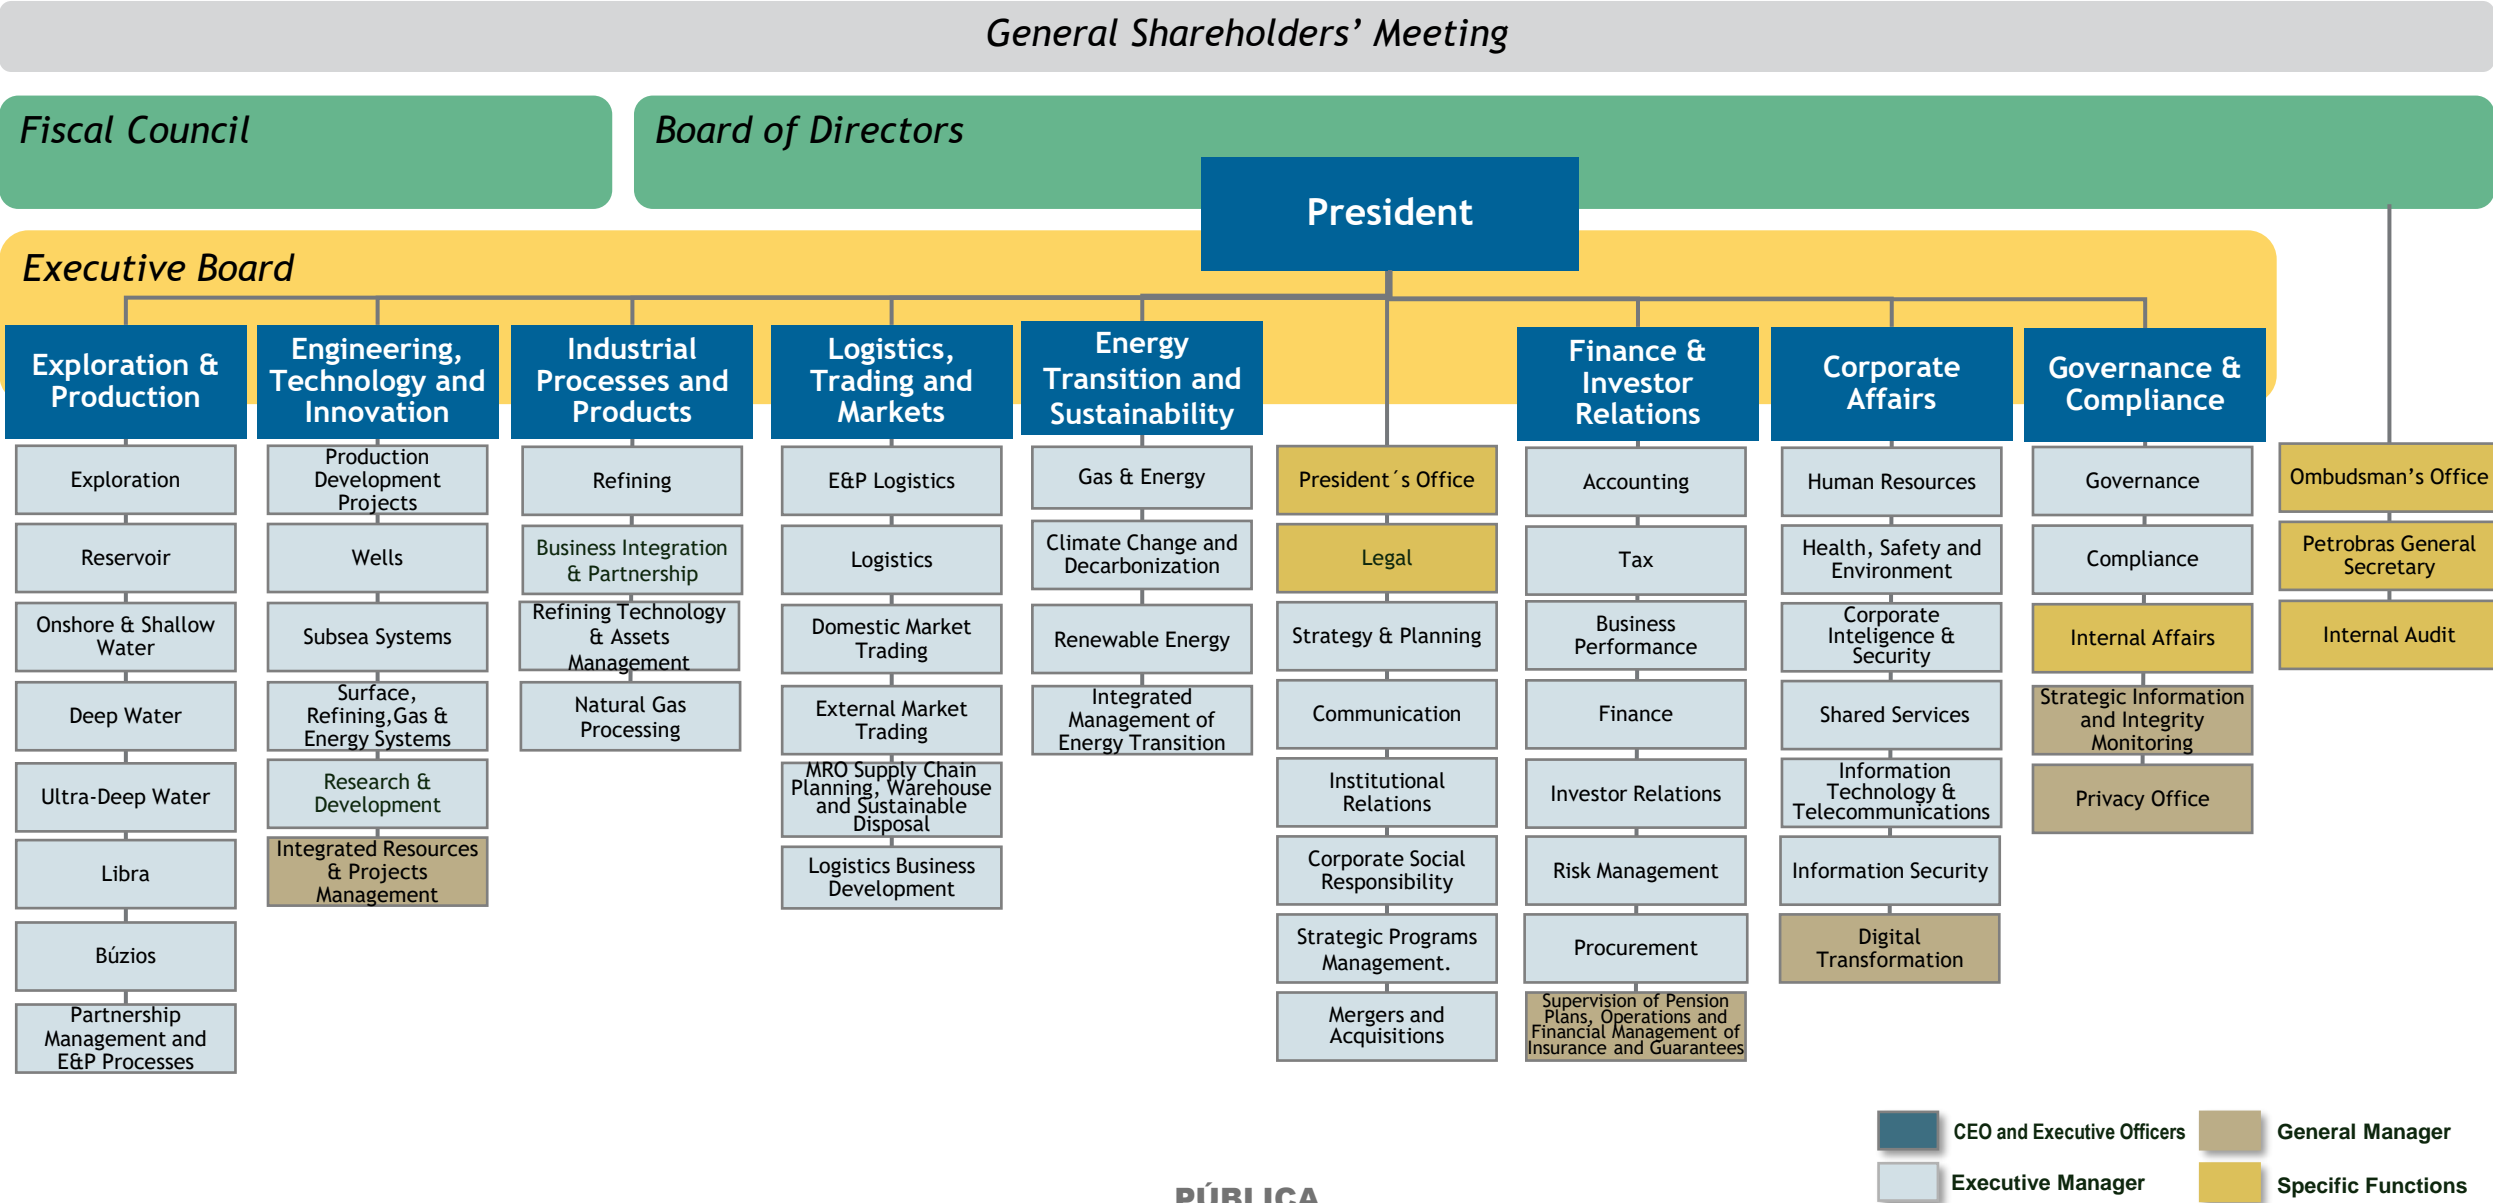 General Shareholders’ Meeting
Fiscal Council
Board of Directors
President
Executive Board
Exploration &
Production
Exploration
Reservoir
Onshore & Shallow
Water
Deep Water
Ultra-Deep Water
Libra
Búzios
Partnership
Management and
E&P Processes
Engineering,
Technology and
Innovation
Production
Development
Projects
Wells
Subsea Systems
Surface,
Refining,Gas &
Energy Systems
Research &
Development
Integrated Resources
& Projects
Management
Industrial
Processes and
Products
Refining
Business Integration
& Partnership
Refining Technology
& Assets
Management
Natural Gas
Processing
Logistics,
Trading and
Markets
E&P Logistics
Logistics
Domestic Market
Trading
External Market
Trading
MRO Supply Chain
Planning, Warehouse
and Sustainable
Disposal
Logistics Business
Development
Energy
Transition and
Sustainability
Gas & Energy
Climate Change and
Decarbonization
Renewable Energy
Integrated
Management of
Energy Transition
President´s Office
Legal
Strategy & Planning
Communication
Institutional
Relations
Corporate Social
Responsibility
Strategic Programs
Management.
Mergers and
Acquisitions
Finance &
Investor
Relations
Accounting
Tax
Business
Performance
Finance
Investor Relations
Risk Management
Procurement
Supervision of Pension
Plans, Operations and
Financial Management of
Insurance and Guarantees
Corporate
Affairs
Human Resources
Health, Safety and
Environment
Corporate
Inteligence &
Security
Shared Services
Information
Technology &
Telecommunications
Information Security
Digital
Transformation
Governance &
Compliance
Governance
Compliance
Internal Affairs
Strategic Information
and Integrity
Monitoring
Privacy Office
Ombudsman’s Office
Petrobras General
Secretary
Internal Audit
CEO and Executive Officers
General Manager
Executive Manager
Specific Functions
PÚBLICA